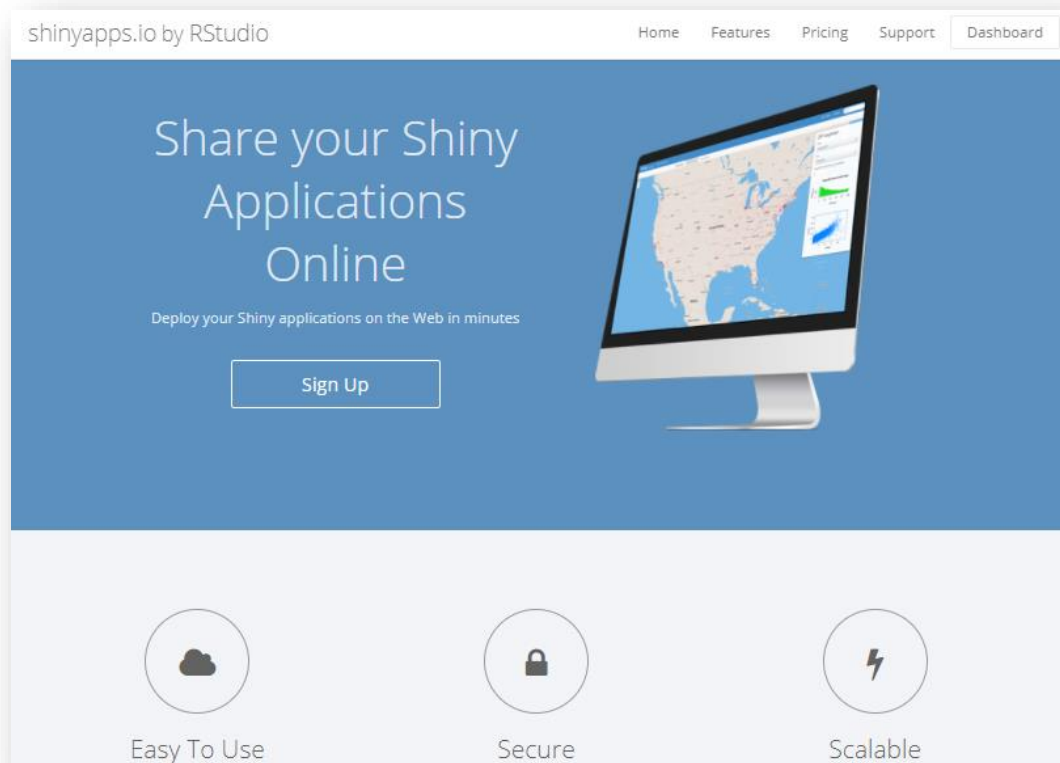 shinyapps.io by RStudio
Home Features Pricing Support Dashboard
Share your Shiny
Applications
Online
Deploy your Shiny applications on the Web in minutes
Sign Up
Easy To Use
Secure
Scalable